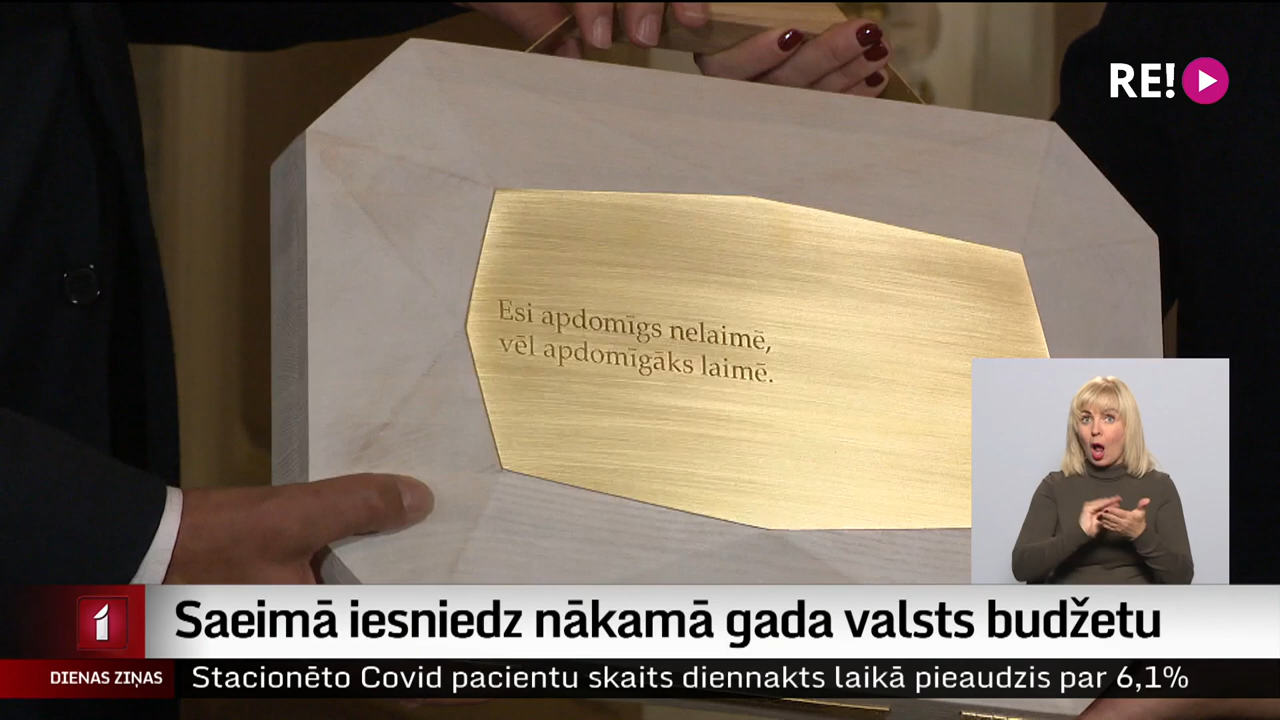 RE!
Esi apdomīgs nelaimē,
vēl apdomīgāks laimē.
1
Saeimā iesniedz nākamā gada valsts budžetu
DIENAS ZIŅAS
Stacionēto Covid pacientu skaits diennakts laikā pieaudzis par 6,1%